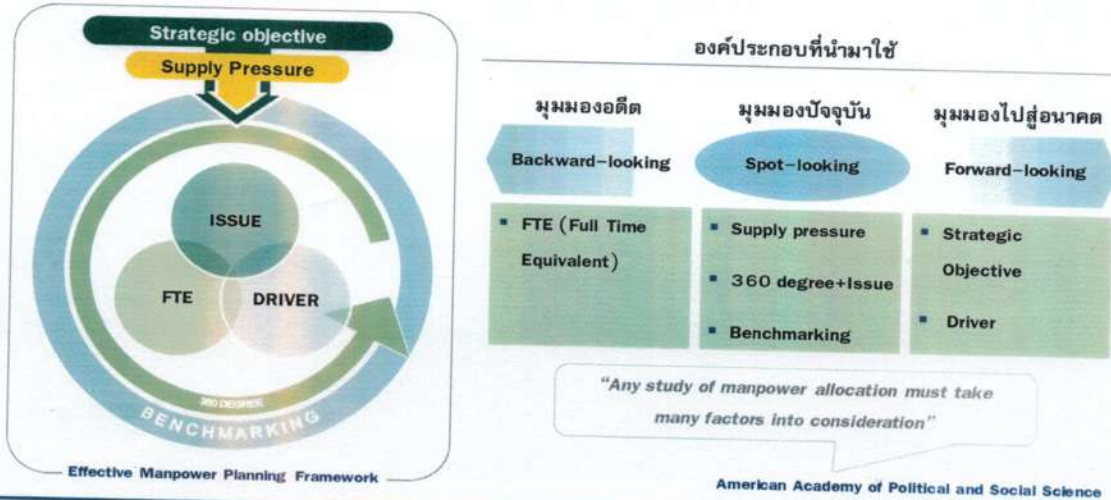 Strategic objective
Supply Pressure
ISSUE
FTE
DRIVER
360 DEGREE
BENCHMARKING
Effective Manpower Planning Framework
องค์ประกอบที่นำมาใช้
มุมมองอดีต
มุมมองปัจจุบัน
มุมมองไปสู่อนาคต
Backward-looking
Spot-looking
Forward-looking
▪ FTE (Full Time
Equivalent)
▪ Supply pressure
▪ 360 degree+Issue
▪ Benchmarking
▪ Strategic
Objective
▪ Driver
"Any study of manpower allocation must take
many factors into consideration"
American Academy of Political and Social Science